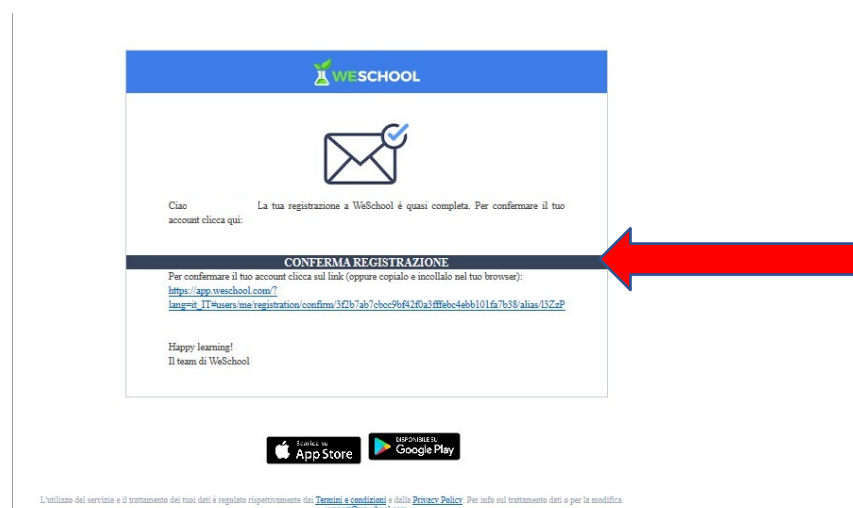 WESCHOOL
Ciao La tua registrazione a WeSchool è quasi completa. Per confermare il tuo
account clicca qui:
CONFERMA REGISTRAZIONE
Per confermare il tuo account clicca sul link (oppure copialo e incollalo nel tuo browser):
https://app.weschool.com/?
lang=it_IT#users/me/registration/confirm/3f2b7ab7cbcc9bf42f0a3fffebc4ebb101fa7b38/alias/l3ZzP
Happy learning!
Il team di WeSchool
Scarica su
App Store
DISPONIBILE SU
Google Play
L'utilizzo del servizio e il trattamento dei tuoi dati è regolato rispettivamente dai Termini e condizioni e dalla Privacy Policy. Per info sul trattamento dati o per la modifica